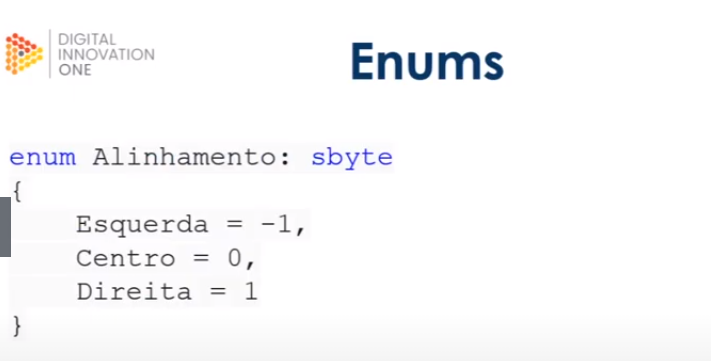 DIGITAL
INNOVATION
ONE
Enums
enum Alinhamento: sbyte
{
    Esquerda = -1,
    Centro = 0,
    Direita = 1
}